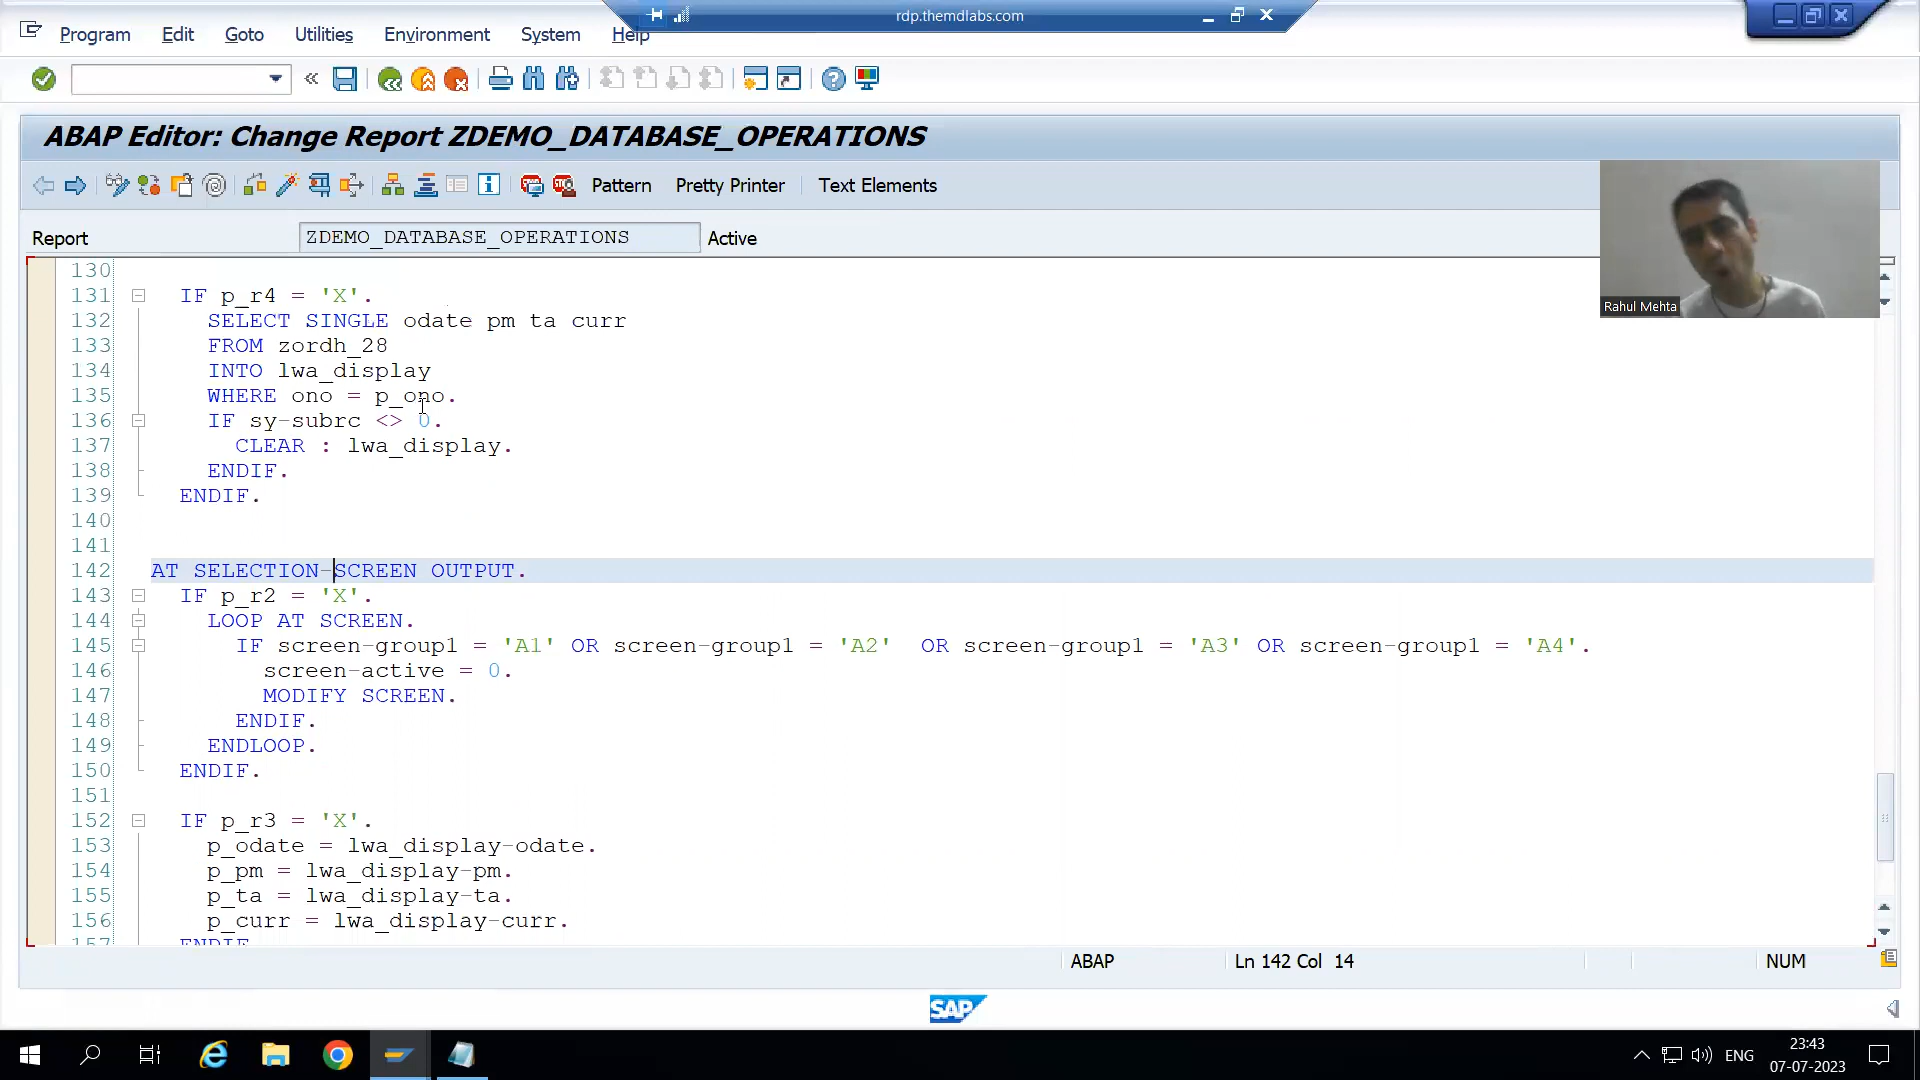 rdp.themdlabs.com
Program Edit Goto Utilities Environment System Help
ABAP Editor: Change Report ZDEMO_DATABASE_OPERATIONS
Pattern Pretty Printer Text Elements
Report ZDEMO_DATABASE_OPERATIONS Active
Rahul Mehta
130
131 IF p_r4 = 'X'.
132 SELECT SINGLE odate pm ta curr
133 FROM zordh_28
134 INTO lwa_display
135 WHERE ono = p_ono.
136 IF sy-subrc <> 0.
137 CLEAR : lwa_display.
138 ENDIF.
139 ENDIF.
140
141
142 AT SELECTION-SCREEN OUTPUT.
143 IF p_r2 = 'X'.
144 LOOP AT SCREEN.
145 IF screen-group1 = 'A1' OR screen-group1 = 'A2' OR screen-group1 = 'A3' OR screen-group1 = 'A4'.
146 screen-active = 0.
147 MODIFY SCREEN.
148 ENDIF.
149 ENDLOOP.
150 ENDIF.
151
152 IF p_r3 = 'X'.
153 p_odate = lwa_display-odate.
154 p_pm = lwa_display-pm.
155 p_ta = lwa_display-ta.
156 p_curr = lwa_display-curr.
157 ENDIF
ABAP Ln 142 Col 14 NUM
SAP
ENG
23:43
07-07-2023